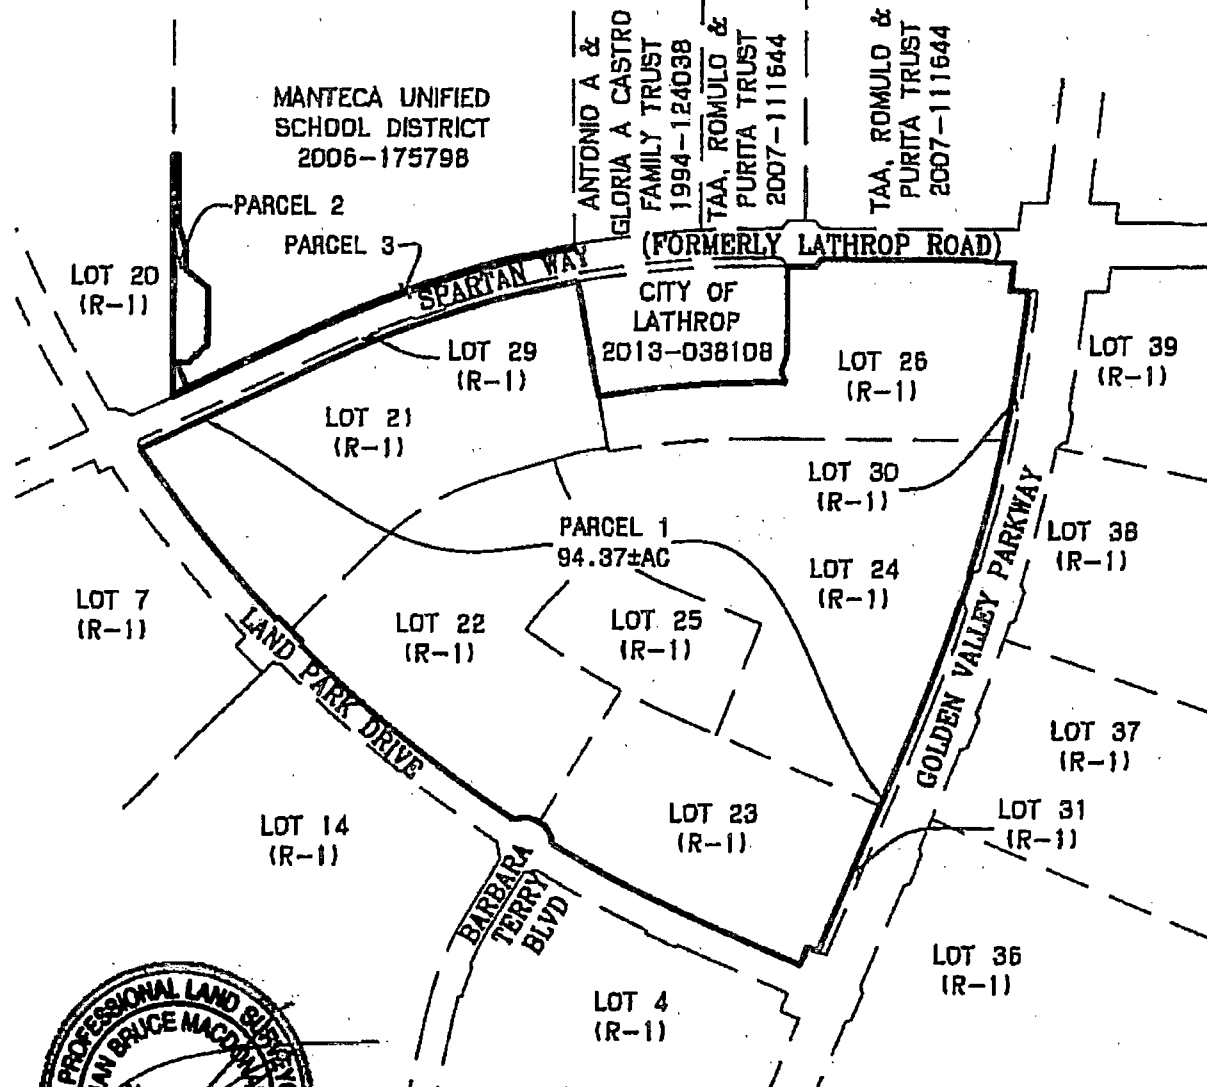 MANTECA UNIFIED
SCHOOL DISTRICT
2006-175798
ANTONIO A &
GLORIA A CASTRO
FAMILY TRUST
1994-124038
TAA, ROMULO &
PURITA TRUST
2007-111644
TAA, ROMULO &
PURITA TRUST
2007-111644
PARCEL 2
PARCEL 3
LOT 20
(R-1)
SPARTAN WAY
(FORMERLY LATHROP ROAD)
CITY OF
LATHROP
2013-038108
LOT 29
(R-1)
LOT 26
(R-1)
LOT 39
(R-1)
LOT 21
(R-1)
LOT 30
(R-1)
PARCEL 1
94.37±AC
LOT 38
(R-1)
LOT 7
(R-1)
LOT 22
(R-1)
LOT 25
(R-1)
LOT 24
(R-1)
GOLDEN VALLEY PARKWAY
LAND PARK DRIVE
LOT 37
(R-1)
LOT 14
(R-1)
LOT 23
(R-1)
LOT 31
(R-1)
BARBARA
TERRY
BLVD
LOT 36
(R-1)
LOT 4
(R-1)
PROFESSIONAL LAND
BRUCE